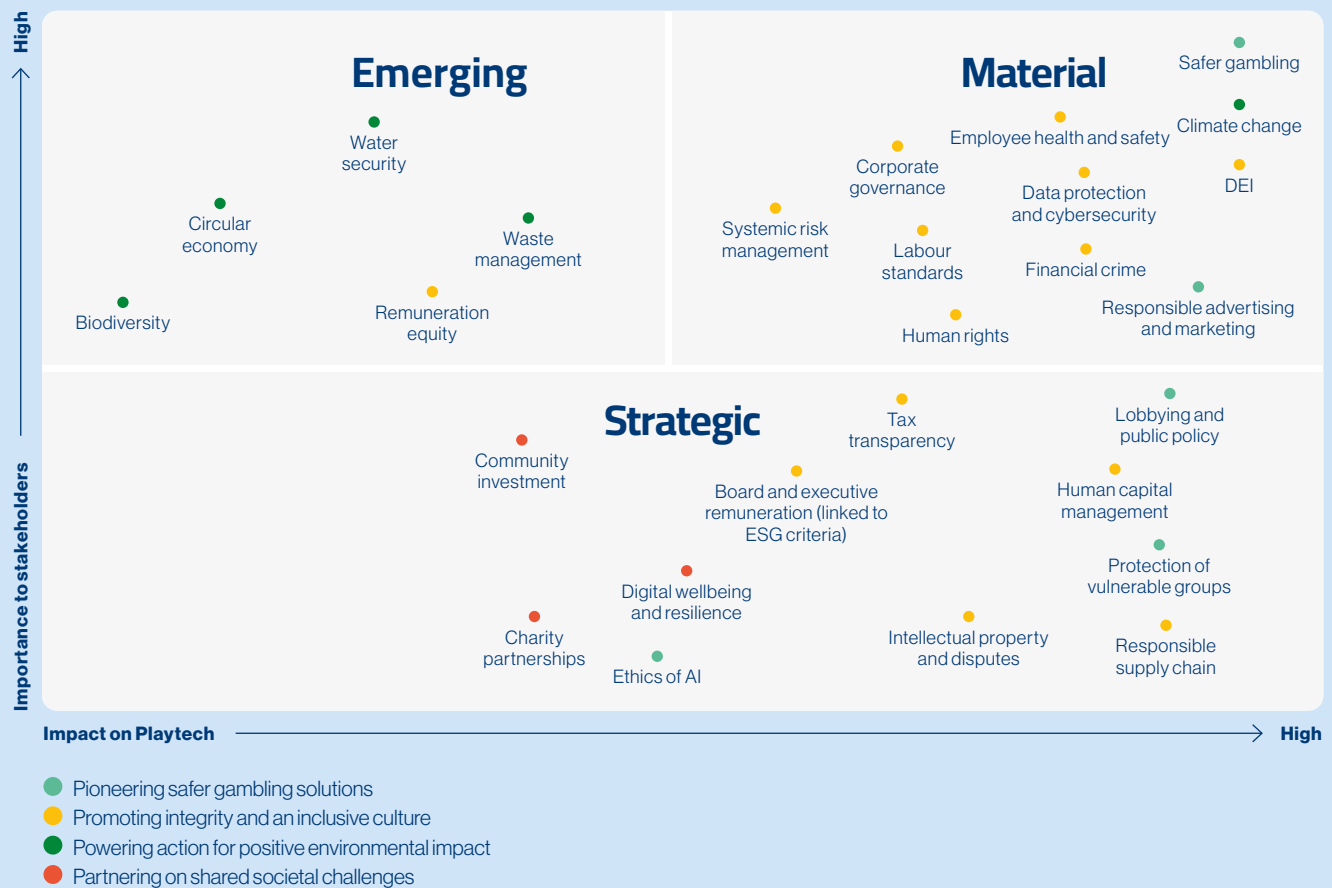 High
Importance to stakeholders
Emerging
Water
security
Circular
economy
Waste
management
Biodiversity
Remuneration
equity
Material
Safer gambling
Climate change
Employee health and safety
Corporate
governance
DEI
Data protection
and cybersecurity
Systemic risk
management
Labour
standards
Financial crime
Responsible advertising
and marketing
Human rights
Strategic
Tax
transparency
Lobbying and
public policy
Community
investment
Board and executive
remuneration (linked to
ESG criteria)
Human capital
management
Protection of
vulnerable groups
Digital wellbeing
and resilience
Charity
partnerships
Intellectual property
and disputes
Responsible
supply chain
Ethics of AI
Impact on Playtech
High
Pioneering safer gambling solutions
Promoting integrity and an inclusive culture
Powering action for positive environmental impact
Partnering on shared societal challenges